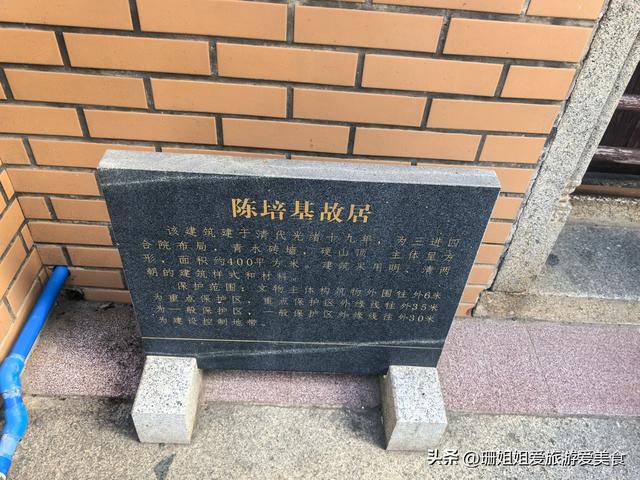 陈培基故居
该建筑建于清代光绪十九年，为三进四
合院布局，青水砖墙，硬山顶，主体呈方
形，面积约400平方米。建筑采用明、清两
朝的建筑样式和材料。
保护范围：文物主体构筑物外围往外6米
为重点保护区，重点保护区外缘线往外35米
为一般保护区，一般保护区外缘线往外30米
为建设控制地带。
头条 @珊姐姐爱旅游爱美食